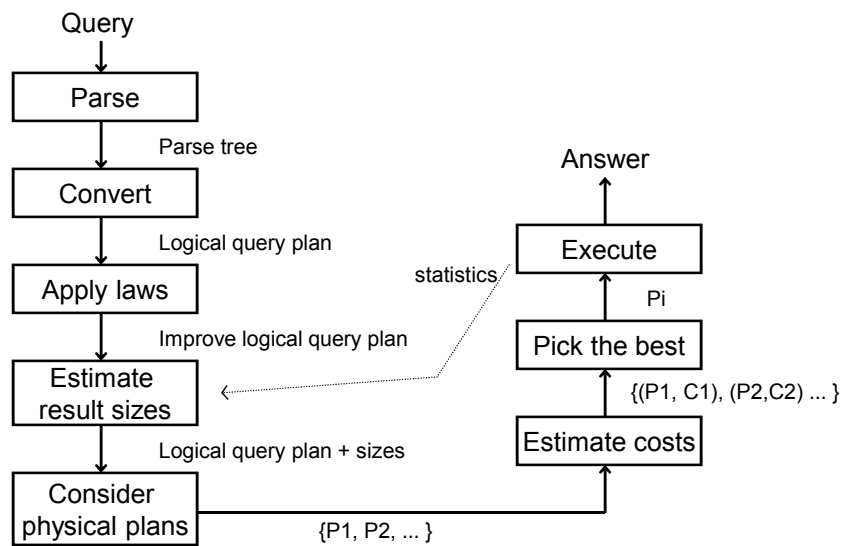 Query
Parse
Parse tree
Convert
Logical query plan
Apply laws
Improve logical query plan
Estimate
result sizes
Logical query plan + sizes
Consider
physical plans
{P1, P2, ... }
Estimate costs
{(P1, C1), (P2,C2) ... }
Pick the best
Pi
Execute
statistics
Answer